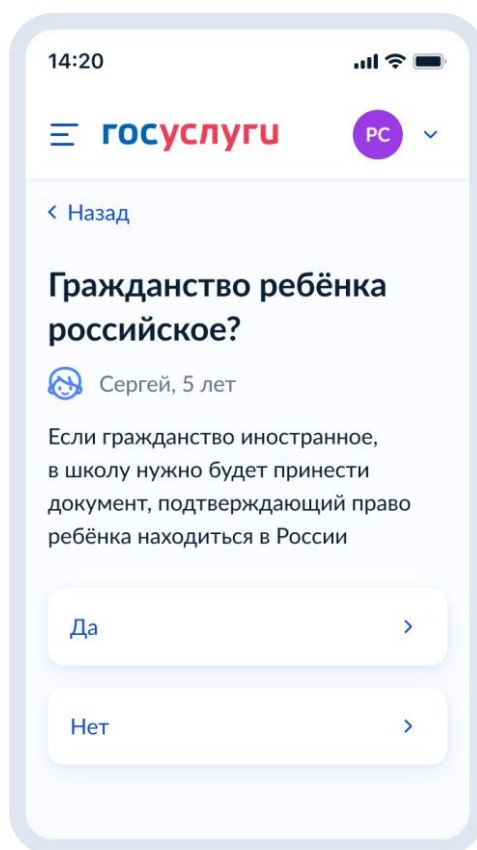 14:20
госуслуги
РС
Назад
Гражданство ребёнка
российское?
Сергей, 5 лет
Если гражданство иностранное,
в школу нужно будет принести
документ, подтверждающий право
ребёнка находиться в России
Да
Нет